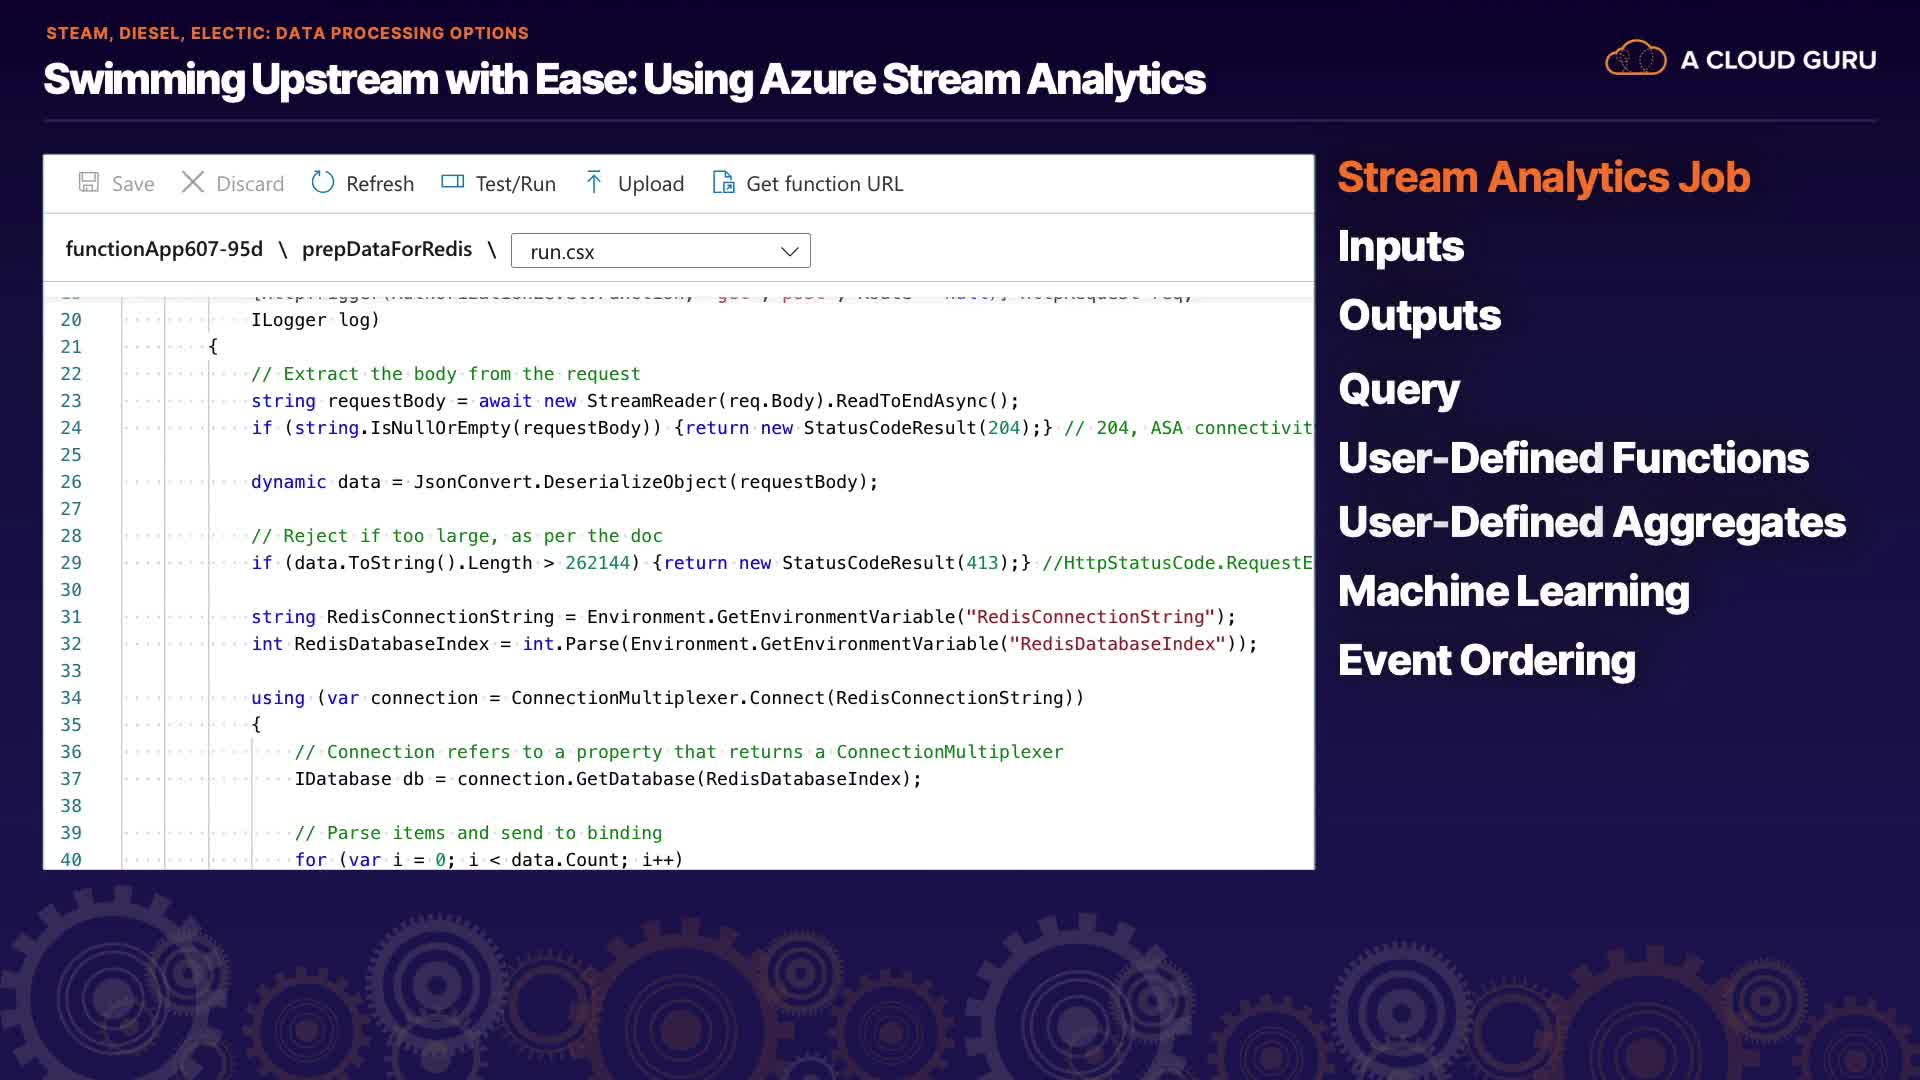 STEAM, DIESEL, ELECTIC: DATA PROCESSING OPTIONS
Swimming Upstream with Ease: Using Azure Stream Analytics
A CLOUD GURU
Save Discard Refresh Test/Run Upload Get function URL
functionApp607-95d \ prepDataForRedis \ run.csx
20 ILogger log)
21 {
22 // Extract the body from the request
23 string requestBody = await new StreamReader(req.Body).ReadToEndAsync();
24 if (string.IsNullOrEmpty(requestBody)) {return new StatusCodeResult(204);} // 204, ASA connectivit
25
26 dynamic data = JsonConvert.DeserializeObject(requestBody);
27
28 // Reject if too large, as per the doc
29 if (data.ToString().Length > 262144) {return new StatusCodeResult(413);} //HttpStatusCode.RequestE
30
31 string RedisConnectionString = Environment.GetEnvironmentVariable("RedisConnectionString");
32 int RedisDatabaseIndex = int.Parse(Environment.GetEnvironmentVariable("RedisDatabaseIndex"));
33
34 using (var connection = ConnectionMultiplexer.Connect(RedisConnectionString))
35 {
36 // Connection refers to a property that returns a ConnectionMultiplexer
37 IDatabase db = connection.GetDatabase(RedisDatabaseIndex);
38
39 // Parse items and send to binding
40 for (var i = 0; i < data.Count; i++)
Stream Analytics Job
Inputs
Outputs
Query
User-Defined Functions
User-Defined Aggregates
Machine Learning
Event Ordering